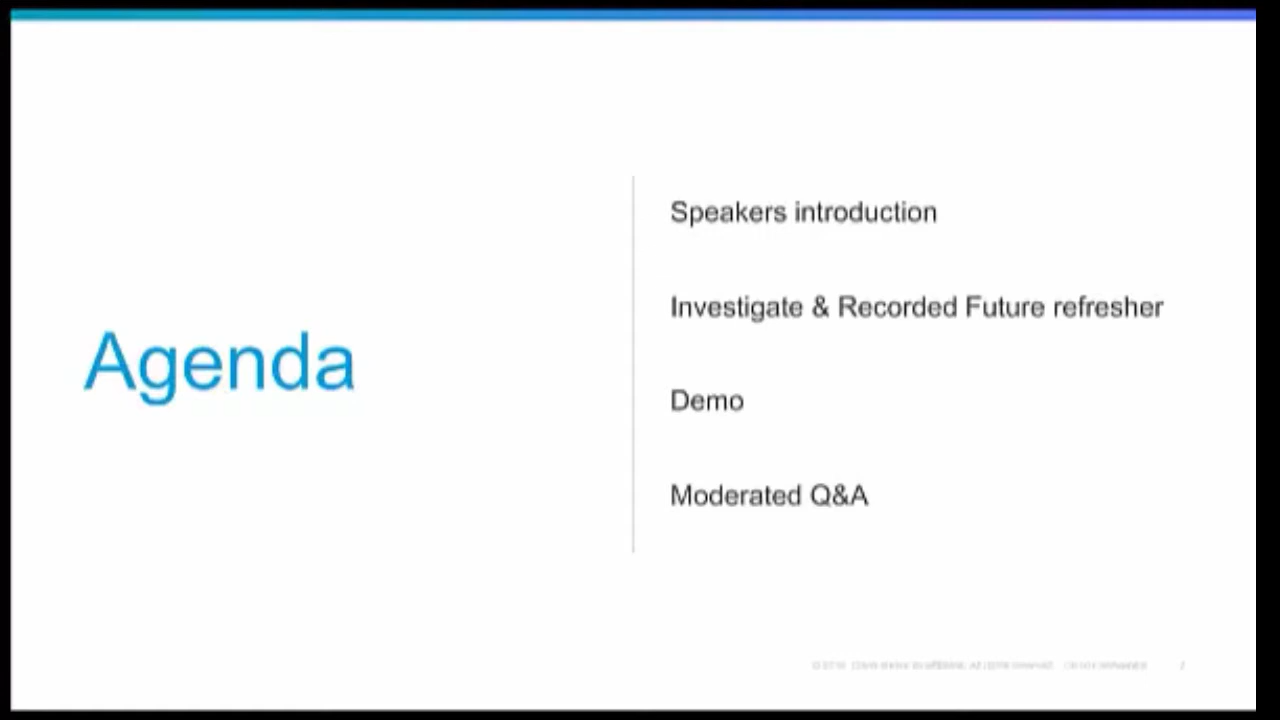 Agenda
Speakers introduction
Investigate & Recorded Future refresher
Demo
Moderated Q&A